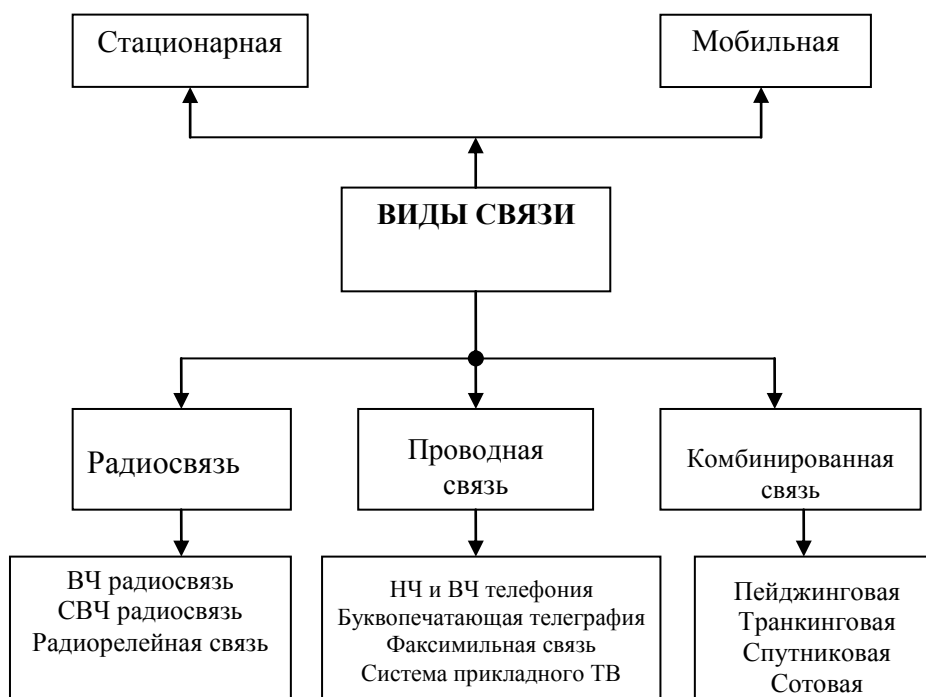 Стационарная
Мобильная
ВИДЫ СВЯЗИ
Радиосвязь
Проводная
связь
Комбинированная
связь
ВЧ радиосвязь
СВЧ радиосвязь
Радиорелейная связь
НЧ и ВЧ телефония
Буквопечатающая телеграфия
Факсимильная связь
Система прикладного ТВ
Пейджинговая
Транкинговая
Спутниковая
Сотовая